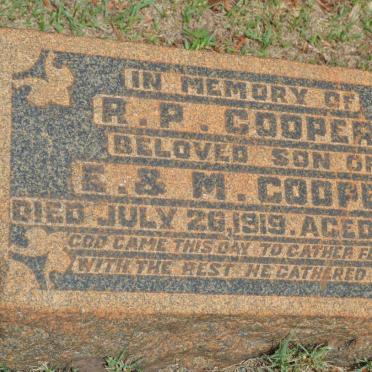 IN MEMORY OF
R. P. COOPER
BELOVED SON OF
E. & M. COOPE
DIED JULY 26, 1919. AGED
GOD CAME THIS DAY TO GATHER
WITH THE REST HE GATHERED